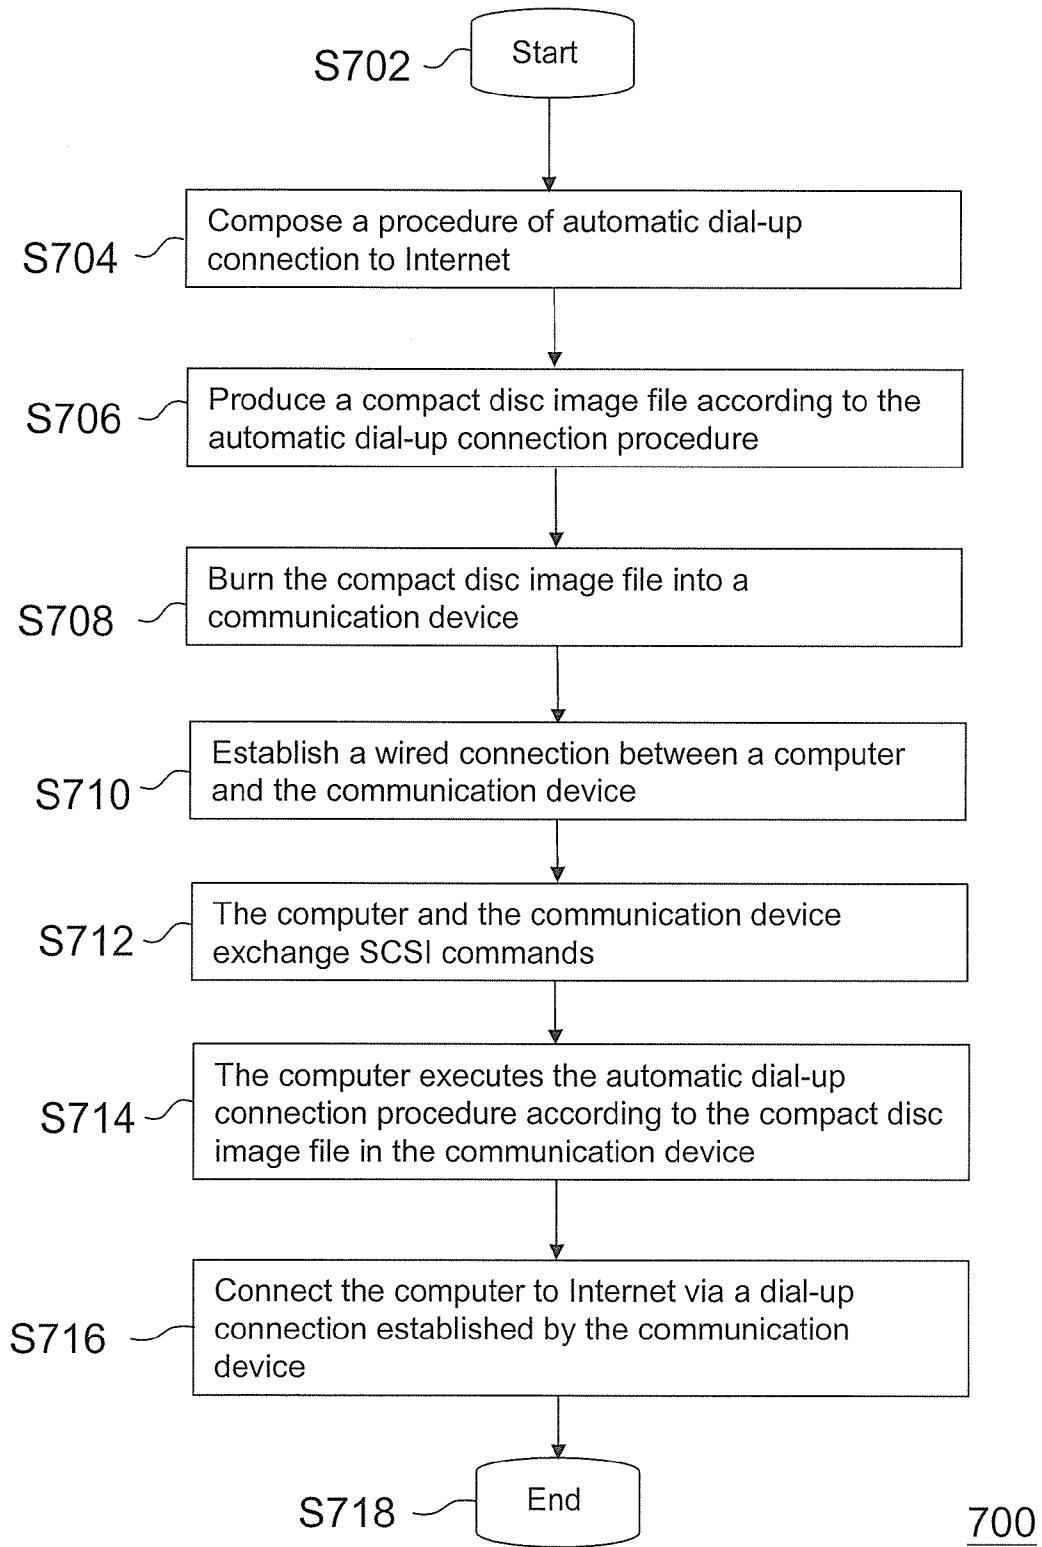 Start
S702
Compose a procedure of automatic dial-up
connection to Internet
S704
Produce a compact disc image file according to the
automatic dial-up connection procedure
S706
Burn the compact disc image file into a
communication device
S708
Establish a wired connection between a computer
and the communication device
S710
The computer and the communication device
exchange SCSI commands
S712
The computer executes the automatic dial-up
connection procedure according to the compact disc
image file in the communication device
S714
Connect the computer to Internet via a dial-up
connection established by the communication
device
S716
End
S718
700